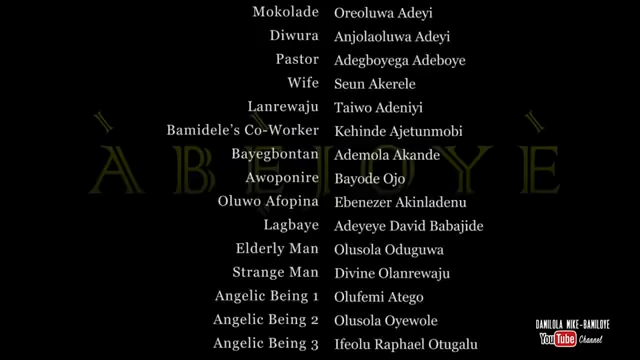 Mokolade Oreoluwa Adeyi
Diwura Anjolaoluwa Adeyi
Pastor Adegboyega Adeboye
Wife Seun Akerele
Lanrewaju Taiwo Adeniyi
Bamidele's Co-Worker Kehinde Ajetunmobi
Bayegbontan Ademola Akande
Awoponire Bayode Ojo
Oluwo Afopina Ebenezer Akinladenu
Lagbaye Adeyeye David Babajide
Elderly Man Olusola Oduguwa
Strange Man Divine Olanrewaju
Angelic Being 1 Olufemi Atego
Angelic Being 2 Olusola Oyewole
Angelic Being 3 Ifeolu Raphael Otugalu
ÀBEJOYÈ
DAMILOLA MIKE-BAMILOYE
YouTube Channel